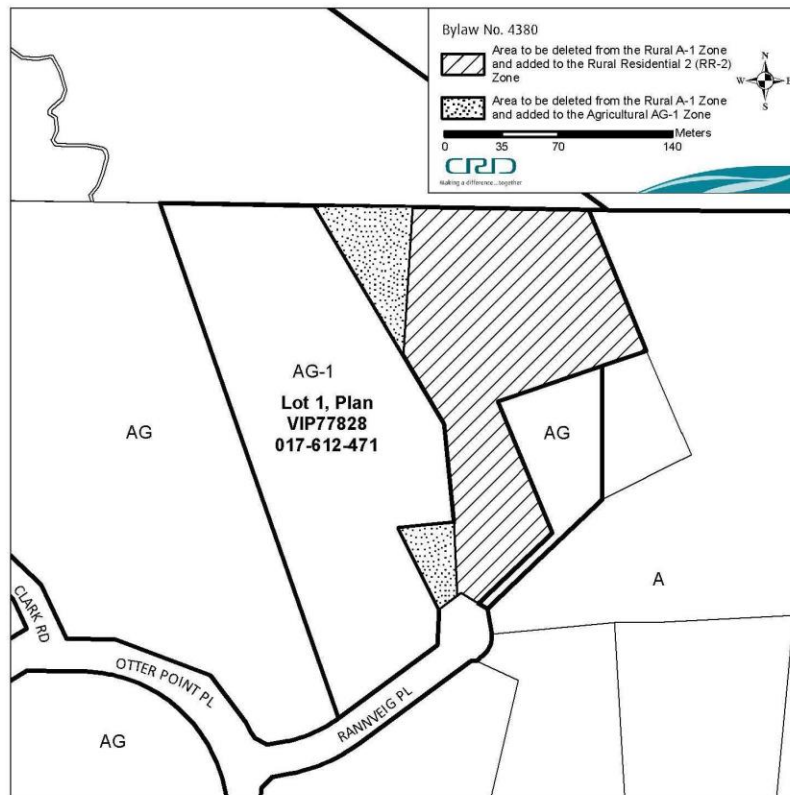 Bylaw No. 4380
Area to be deleted from the Rural A-1 Zone
and added to the Rural Residential 2 (RR-2)
Zone
Area to be deleted from the Rural A-1 Zone
and added to the Agricultural AG-1 Zone
N
W E
S
Meters
0 35 70 140
CRD
Making a difference...together
AG-1
Lot 1, Plan
VIP77828
017-612-471
AG
AG
A
CLARK RD
OTTER POINT PL
RANNVEIG PL
AG